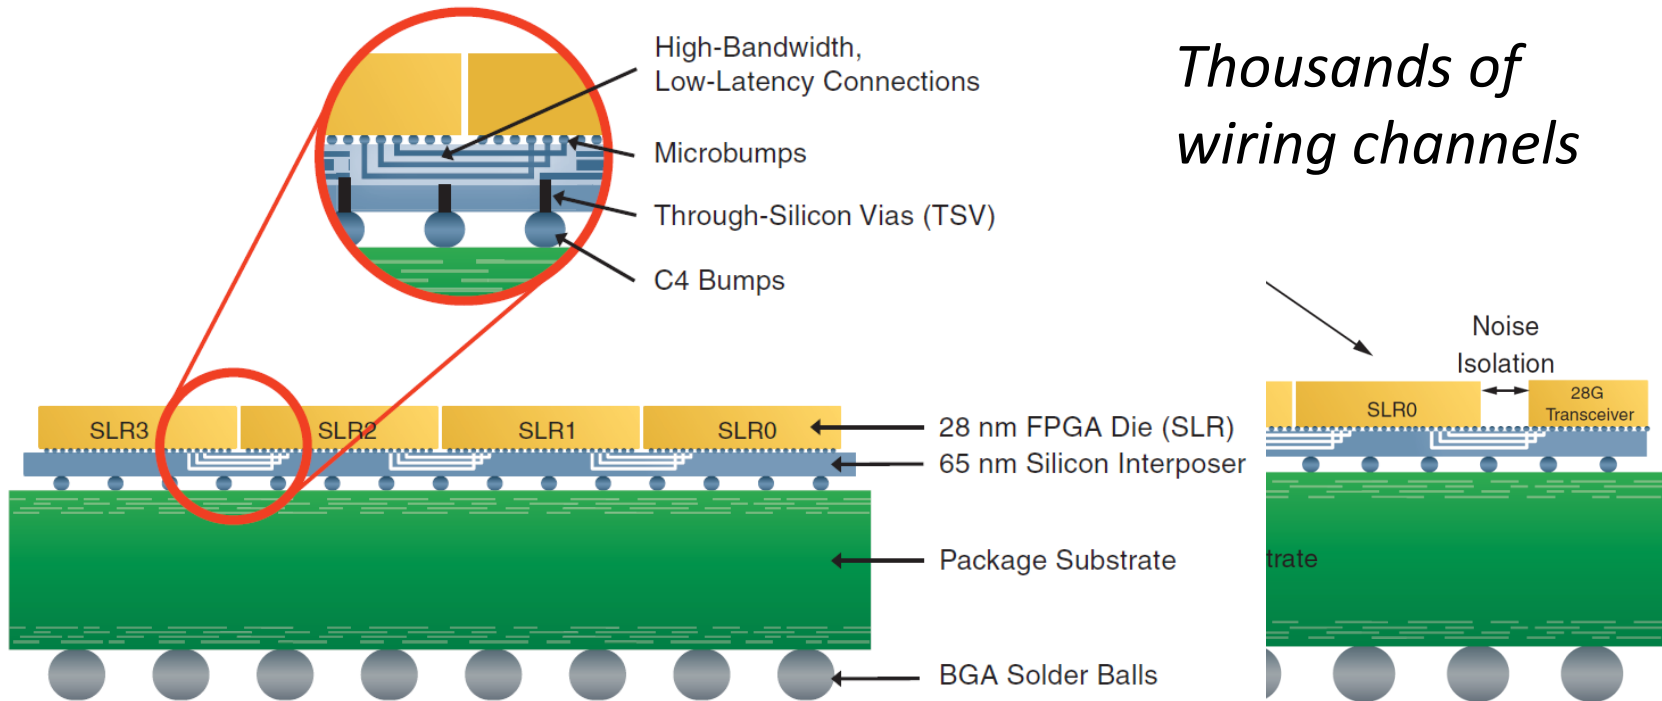 High-Bandwidth,
Low-Latency Connections
Microbumps
Through-Silicon Vias (TSV)
C4 Bumps
Thousands of
wiring channels
SLR3
SLR2
SLR1
SLR0
28 nm FPGA Die (SLR)
65 nm Silicon Interposer
Package Substrate
BGA Solder Balls
Noise
Isolation
SLR0
28G
Transceiver
trate